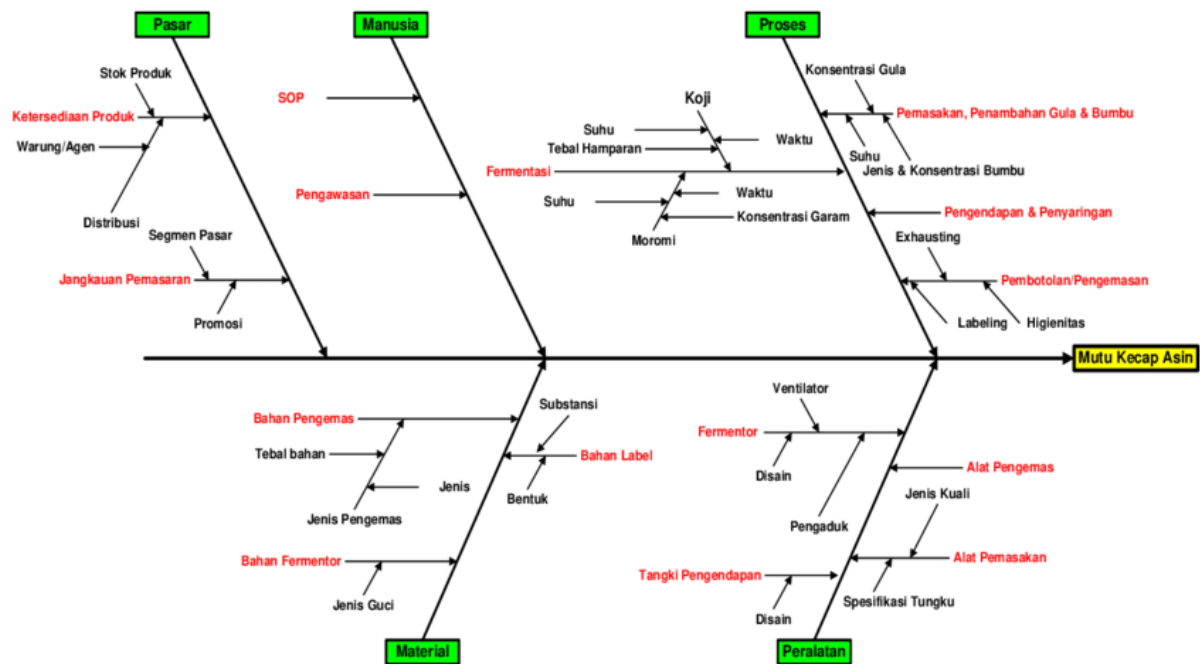 Pasar
Manusia
Proses
Stok Produk
Ketersediaan Produk
Warung/Agen
Distribusi
Segmen Pasar
Jangkauan Pemasaran
Promosi
SOP
Pengawasan
Koji
Suhu
Waktu
Tebal Hamparan
Fermentasi
Waktu
Suhu
Konsentrasi Garam
Moromi
Konsentrasi Gula
Pemasakan, Penambahan Gula & Bumbu
Suhu
Jenis & Konsentrasi Bumbu
Pengendapan & Penyaringan
Exhausting
Pembotolan/Pengemasan
Labeling
Higienitas
Mutu Kecap Asin
Bahan Pengemas
Substansi
Tebal bahan
Bahan Label
Jenis
Bentuk
Jenis Pengemas
Bahan Fermentor
Jenis Guci
Material
Ventilator
Fermentor
Disain
Pengaduk
Alat Pengemas
Jenis Kuali
Alat Pemasakan
Tangki Pengendapan
Spesifikasi Tungku
Disain
Peralatan